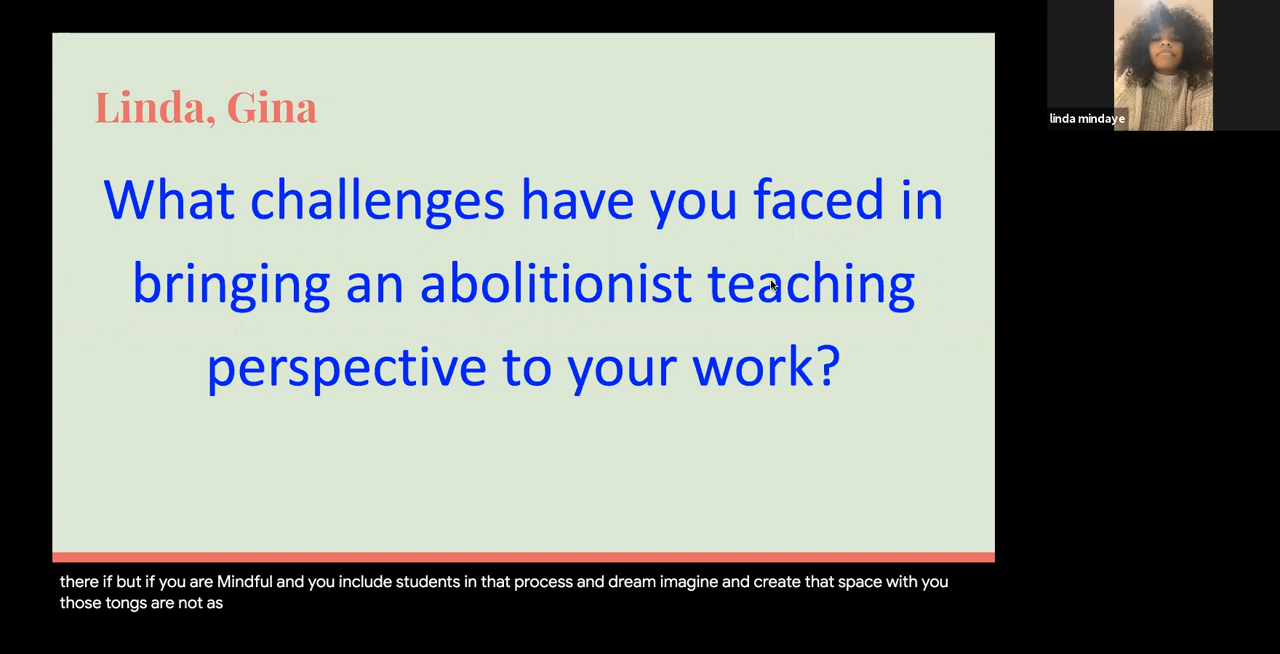 Linda, Gina
What challenges have you faced in
bringing an abolitionist teaching
perspective to your work?
linda mindaye
there if but if you are Mindful and you include students in that process and dream imagine and create that space with you
those tongs are not as